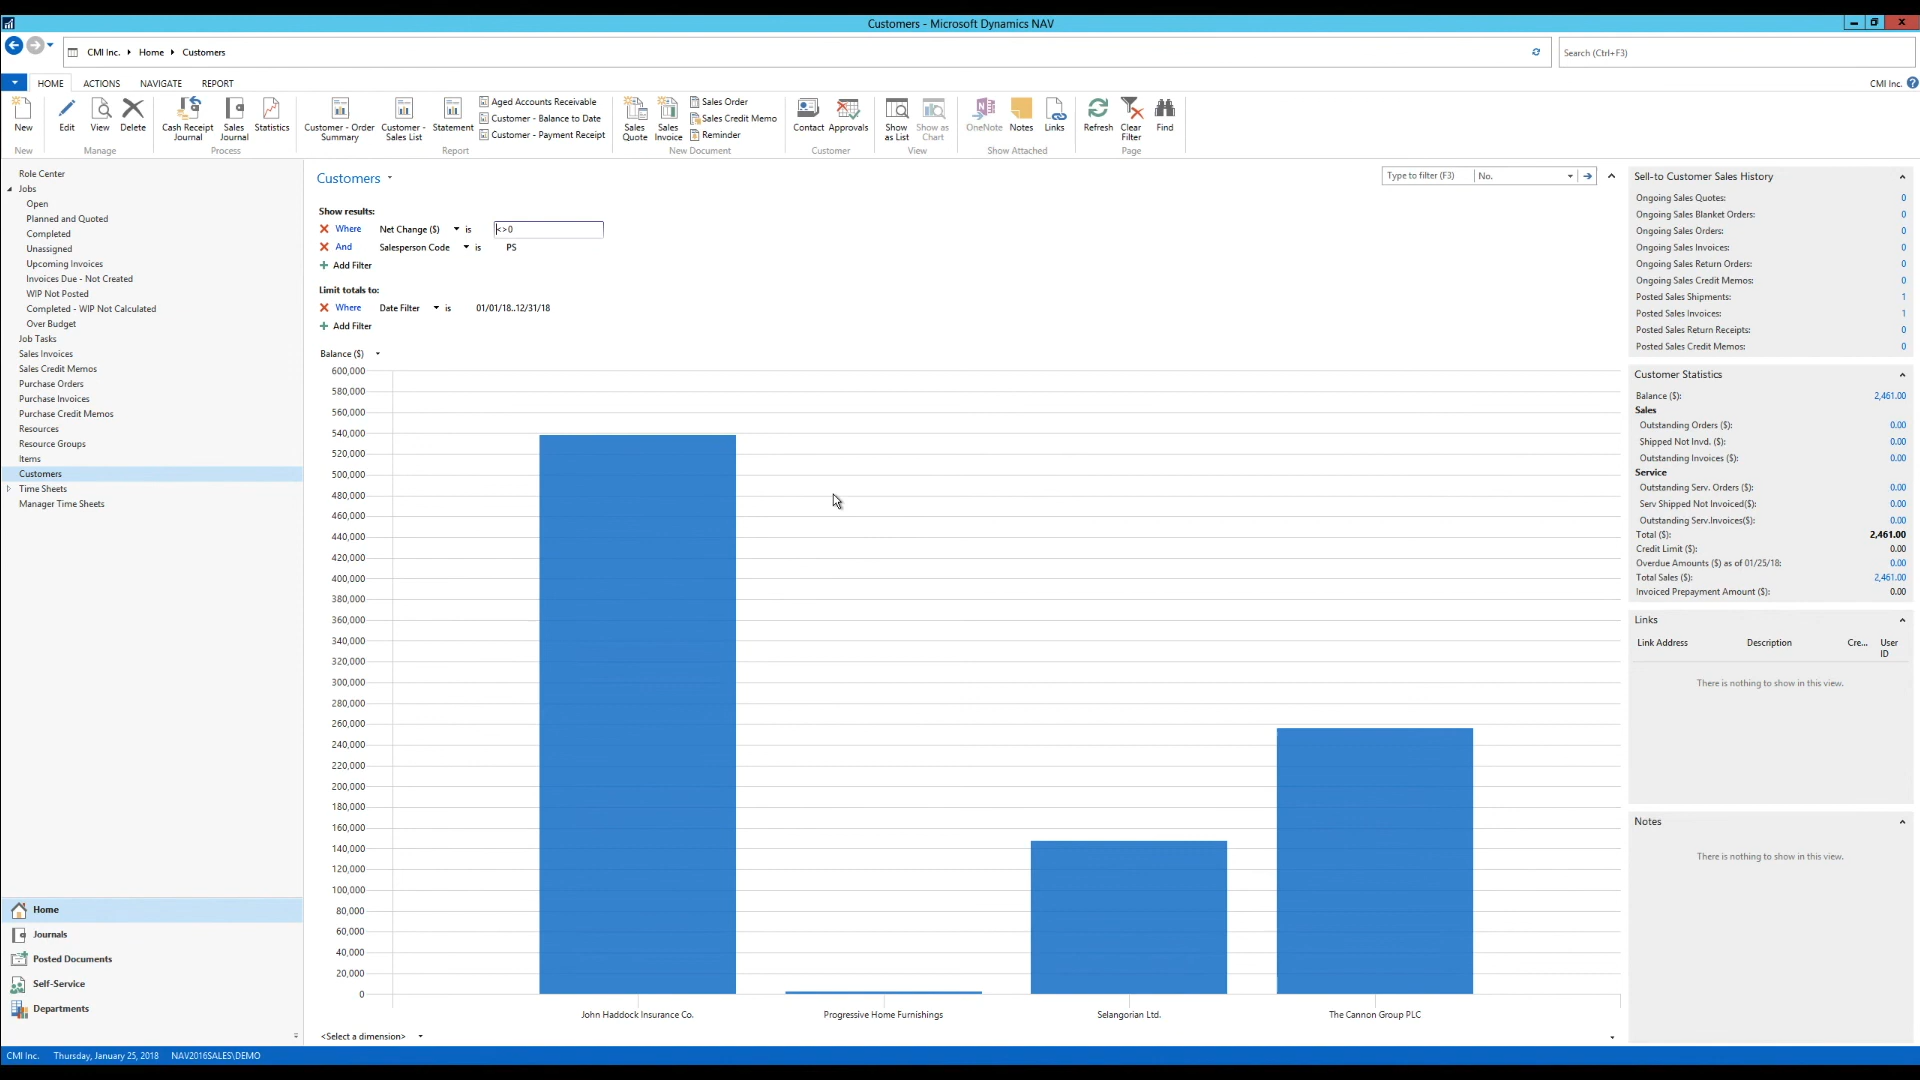 Customers - Microsoft Dynamics NAV
CMI Inc. Home Customers
Search (Ctrl+F3)
HOME ACTIONS NAVIGATE REPORT
CMI Inc.
New
New
Edit View Delete
Manage
Cash Receipt Journal
Sales Journal
Statistics
Process
Customer - Order Summary
Customer - Sales List
Statement
Aged Accounts Receivable
Customer - Balance to Date
Customer - Payment Receipt
Report
Sales Quote
Sales Invoice
Sales Order
Sales Credit Memo
Reminder
New Document
Contact Approvals
Customer
Show as List
Show as Chart
View
OneNote Notes Links
Show Attached
Refresh
Clear Filter
Find
Page
Role Center
Jobs
Open
Planned and Quoted
Completed
Unassigned
Upcoming Invoices
Invoices Due - Not Created
WIP Not Posted
Completed - WIP Not Calculated
Over Budget
Job Tasks
Sales Invoices
Sales Credit Memos
Purchase Orders
Purchase Invoices
Purchase Credit Memos
Resources
Resource Groups
Items
Customers
Time Sheets
Manager Time Sheets
Home
Journals
Posted Documents
Self-Service
Departments
Customers
Type to filter (F3) No.
Show results:
Where Net Change ($) is <>0
And Salesperson Code is PS
Add Filter
Limit totals to:
Where Date Filter is 01/01/18..12/31/18
Add Filter
Balance ($)
600,000
580,000
560,000
540,000
520,000
500,000
480,000
460,000
440,000
420,000
400,000
380,000
360,000
340,000
320,000
300,000
280,000
260,000
240,000
220,000
200,000
180,000
160,000
140,000
120,000
100,000
80,000
60,000
40,000
20,000
0
John Haddock Insurance Co. Progressive Home Furnishings Selangorian Ltd. The Cannon Group PLC
<Select a dimension>
Sell-to Customer Sales History
Ongoing Sales Quotes: 0
Ongoing Sales Blanket Orders: 0
Ongoing Sales Orders: 0
Ongoing Sales Invoices: 0
Ongoing Sales Return Orders: 0
Ongoing Sales Credit Memos: 0
Posted Sales Shipments: 1
Posted Sales Invoices: 1
Posted Sales Return Receipts: 0
Posted Sales Credit Memos: 0
Customer Statistics
Balance ($): 2,461.00
Sales
Outstanding Orders ($): 0.00
Shipped Not Invd. ($): 0.00
Outstanding Invoices ($): 0.00
Service
Outstanding Serv. Orders ($): 0.00
Serv Shipped Not Invoiced($): 0.00
Outstanding Serv.Invoices($): 0.00
Total ($): 2,461.00
Credit Limit ($): 0.00
Overdue Amounts ($) as of 01/25/18: 0.00
Total Sales ($): 2,461.00
Invoiced Prepayment Amount ($): 0.00
Links
Link Address Description Cre... User ID
There is nothing to show in this view.
Notes
There is nothing to show in this view.
CMI Inc. Thursday, January 25, 2018 NAV2016SALES\DEMO